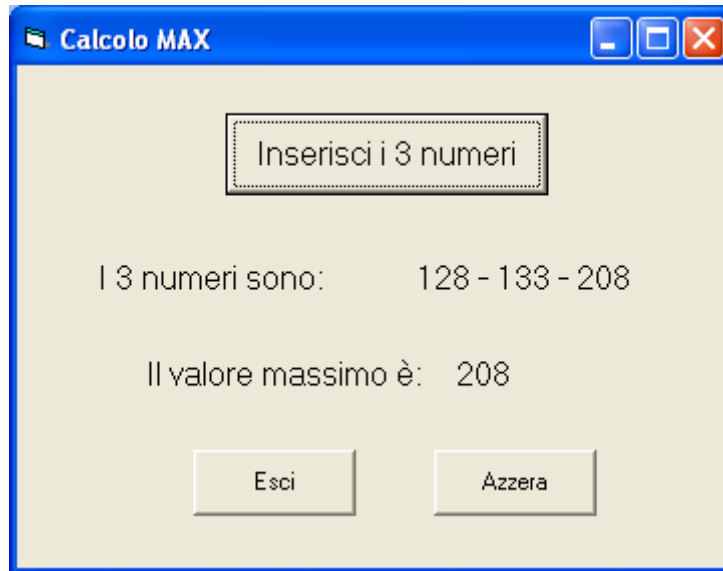 Calcolo MAX
Inserisci i 3 numeri
I 3 numeri sono: 128 - 133 - 208
Il valore massimo è: 208
Esci Azzera